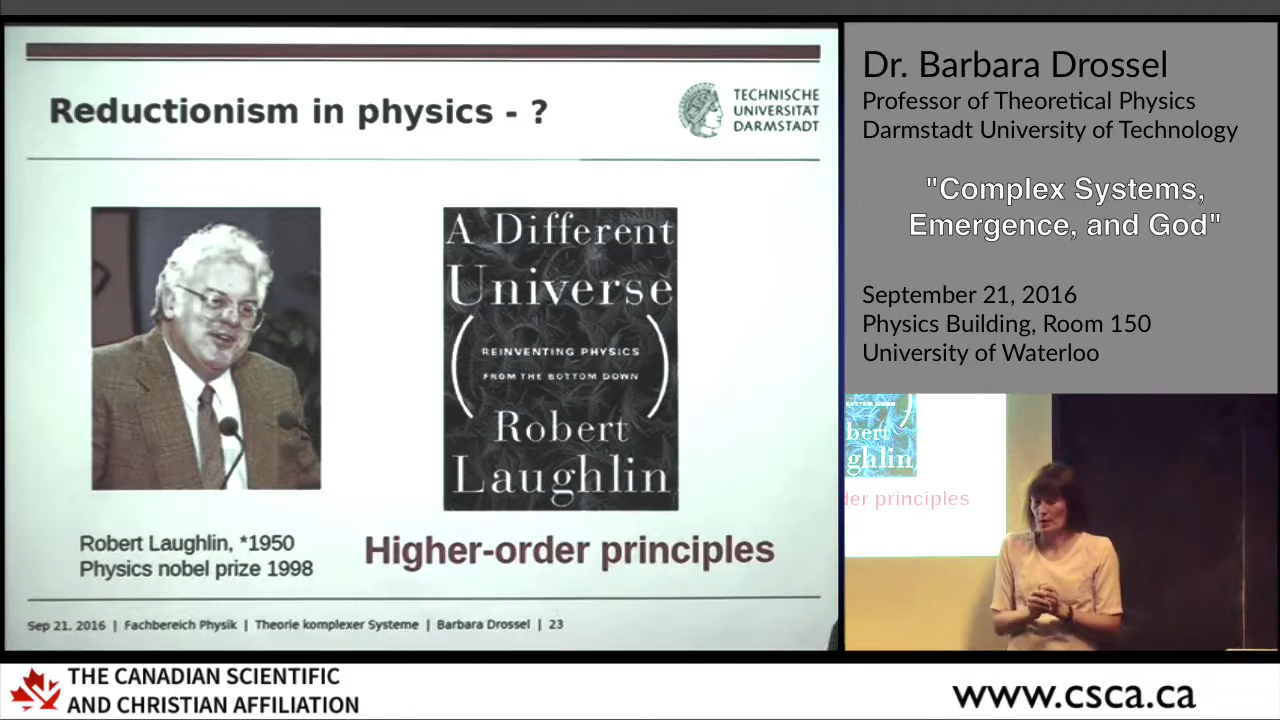 Reductionism in physics - ?
TECHNISCHE
UNIVERSITÄT
DARMSTADT
A Different
Universe
REINVENTING PHYSICS
FROM THE BOTTOM DOWN
Robert
Laughlin
Robert Laughlin, *1950
Physics nobel prize 1998
Higher-order principles
Sep 21. 2016 | Fachbereich Physik | Theorie komplexer Systeme | Barbara Drossel | 23
Dr. Barbara Drossel
Professor of Theoretical Physics
Darmstadt University of Technology
"Complex Systems,
Emergence, and God"
September 21, 2016
Physics Building, Room 150
University of Waterloo
BOTTOM DOWN
bert
ghlin
der principles
THE CANADIAN SCIENTIFIC
AND CHRISTIAN AFFILIATION
www.csca.ca